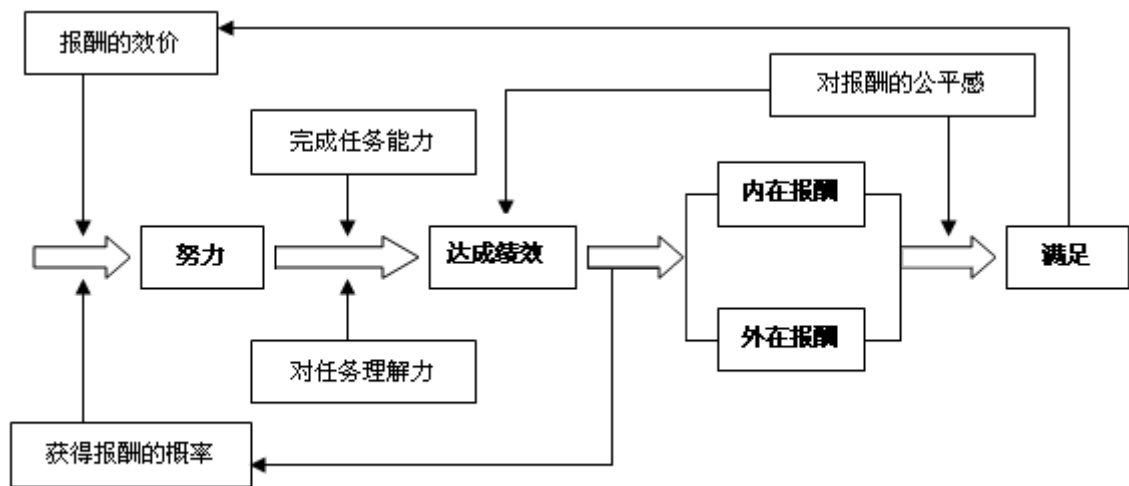 报酬的效价
对报酬的公平感
完成任务能力
内在报酬
努力
达成绩效
满足
外在报酬
对任务理解力
获得报酬的概率